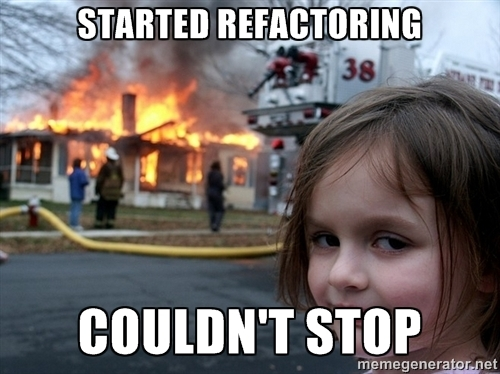 STARTED REFACTORING
38
COULDN'T STOP
memegenerator.net